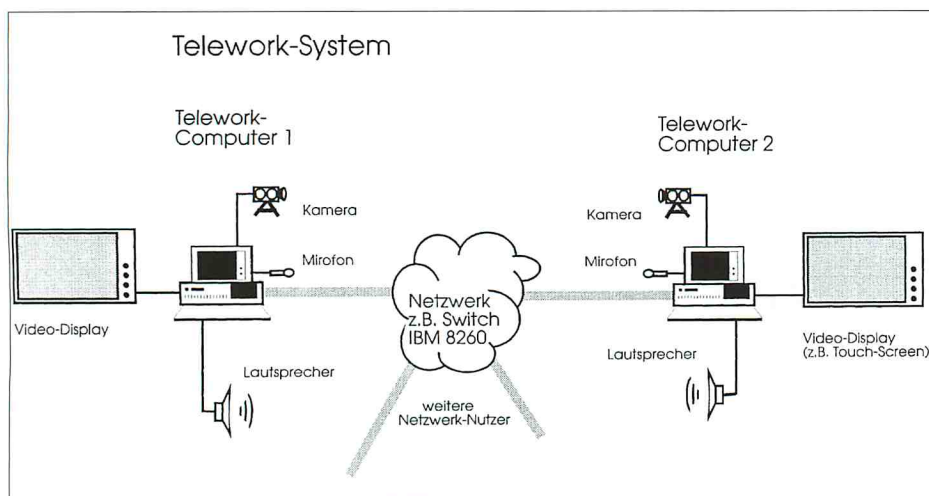 Telework-System
Telework-
Computer 1
Kamera
Mirofon
Video-Display
Lautsprecher
Netzwerk
z.B. Switch
IBM 8260
weitere
Netzwerk-Nutzer
Telework-
Computer 2
Kamera
Mirofon
Lautsprecher
Video-Display
(z.B. Touch-Screen)